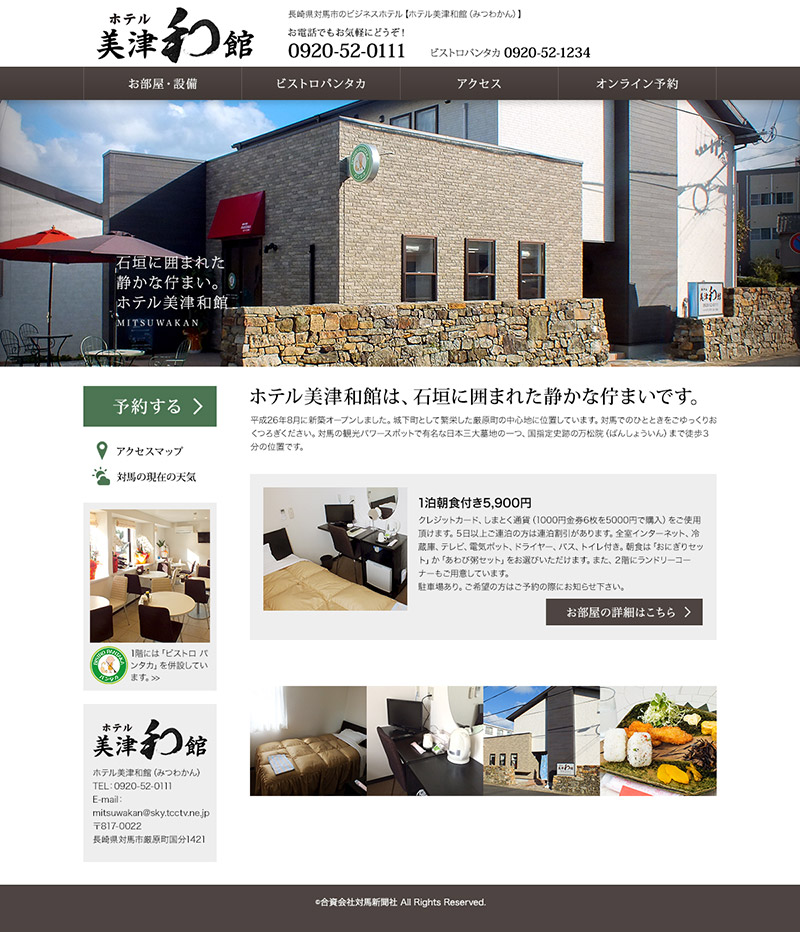 ホテル
美津和館
長崎県対馬市のビジネスホテル【ホテル美津和館（みつわかん）】
お電話でもお気軽にどうぞ！
0920-52-0111
ビストロパンタカ 0920-52-1234
お部屋・設備
ビストロパンタカ
アクセス
オンライン予約
石垣に囲まれた
静かな佇まい。
ホテル美津和館
MITSUWAKAN
予約する
アクセスマップ
対馬の現在の天気
1階には「ビストロ パ
ンタカ」を併設してい
ます。>>
ホテル
美津和館
ホテル美津和館（みつわかん）
TEL：0920-52-0111
E-mail：
mitsuwakan@sky.tcctv.ne.jp
〒817-0022
長崎県対馬市厳原町国分1421
ホテル美津和館は、石垣に囲まれた静かな佇まいです。
平成26年8月に新築オープンしました。城下町として繁栄した厳原町の中心地に位置しています。対馬でのひとときをごゆっくりお
くつろぎください。対馬の観光パワースポットで有名な日本三大墓地の一つ、国指定史跡の万松院（ばんしょういん）まで徒歩3
分の位置です。
1泊朝食付き5,900円
クレジットカード、しまとく通貨（1000円金券6枚を5000円で購入）をご使用
頂けます。5日以上ご連泊の方は連泊割引があります。全室インターネット、冷
蔵庫、テレビ、電気ポット、ドライヤー、バス、トイレ付き。朝食は「おにぎりセッ
ト」か「あわび粥セット」をお選びいただけます。また、2階にランドリーコー
ナーもご用意しています。
駐車場あり。ご希望の方はご予約の際にお知らせ下さい。
お部屋の詳細はこちら
©合資会社対馬新聞社 All Rights Reserved.